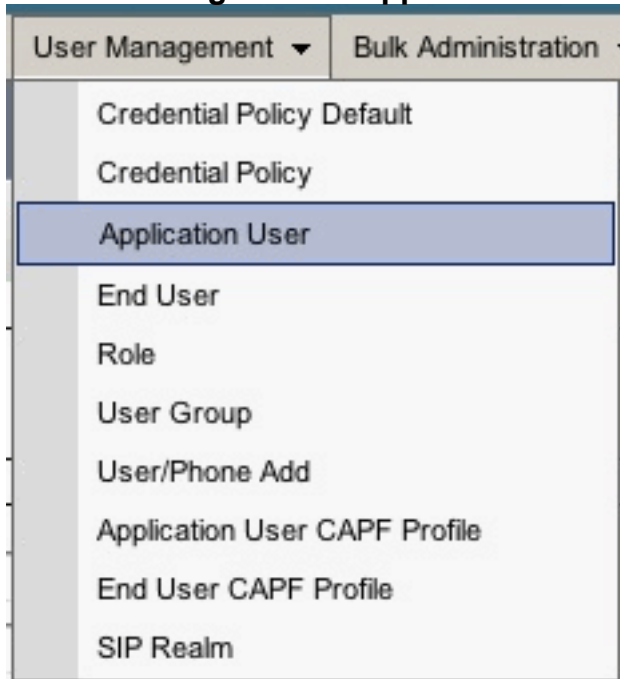 User Management Bulk Administration
Credential Policy Default
Credential Policy
Application User
End User
Role
User Group
User/Phone Add
Application User CAPF Profile
End User CAPF Profile
SIP Realm